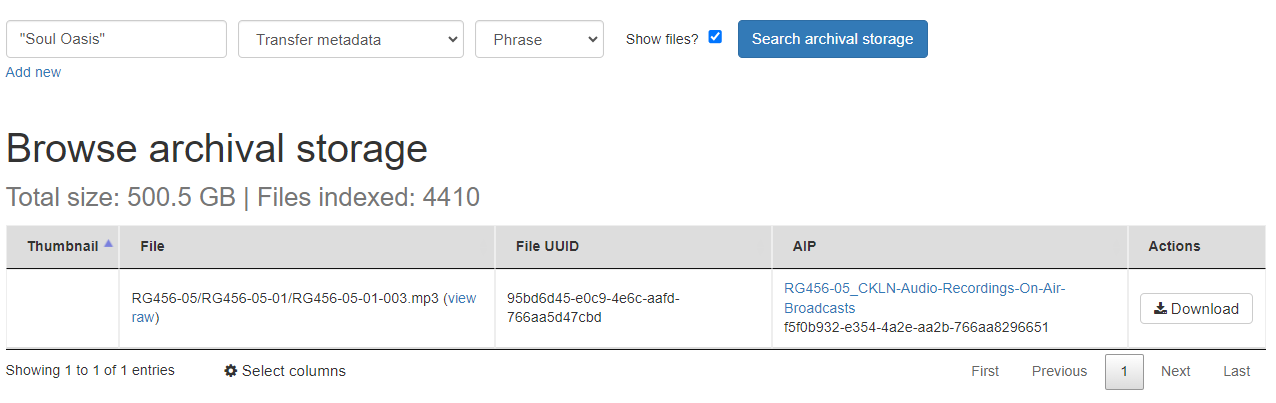 "Soul Oasis" Transfer metadata Phrase Show files? Search archival storage
Add new
Browse archival storage
Total size: 500.5 GB | Files indexed: 4410
Thumbnail File File UUID AIP Actions
RG456-05/RG456-05-01/RG456-05-01-003.mp3 (view
raw)
95bd6d45-e0c9-4e6c-aafd-
766aa5d47cbd
RG456-05_CKLN-Audio-Recordings-On-Air-
Broadcasts
f5f0b932-e354-4a2e-aa2b-766aa8296651
Download
Showing 1 to 1 of 1 entries Select columns First Previous 1 Next Last